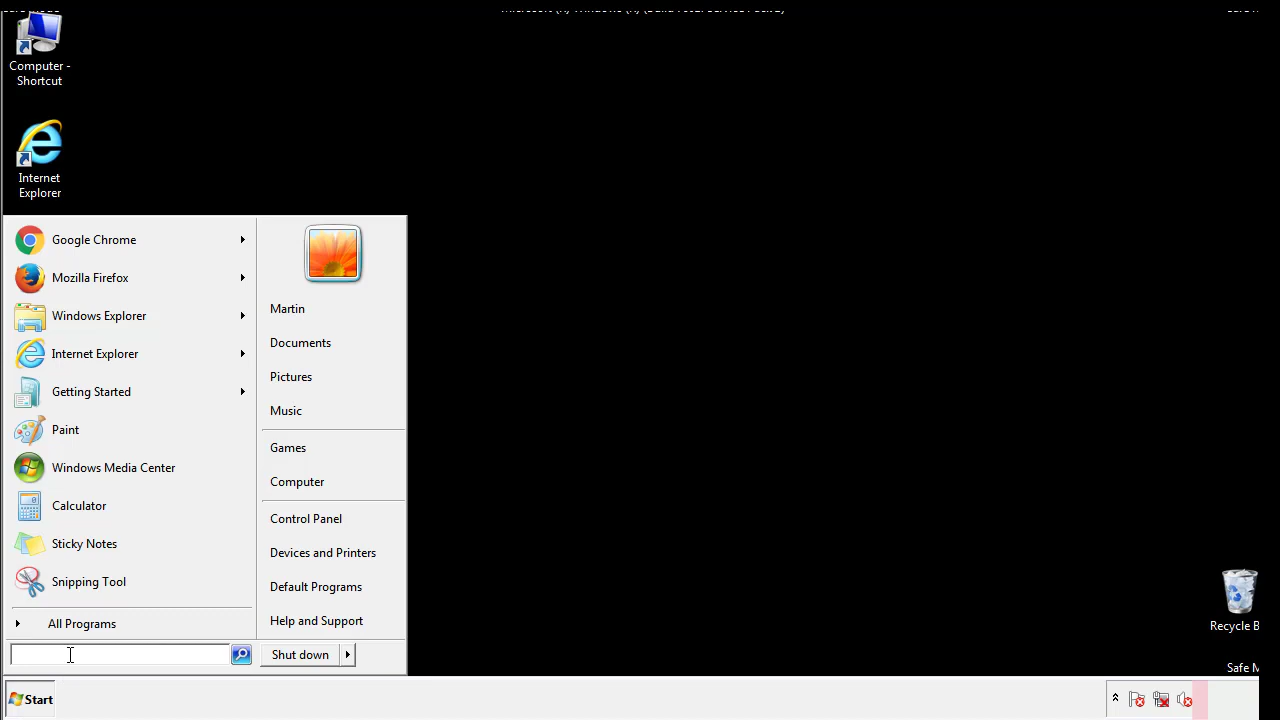 Computer -
Shortcut
Internet
Explorer
Google Chrome
Mozilla Firefox
Windows Explorer
Internet Explorer
Getting Started
Paint
Windows Media Center
Calculator
Sticky Notes
Snipping Tool
All Programs
Martin
Documents
Pictures
Music
Games
Computer
Control Panel
Devices and Printers
Default Programs
Help and Support
Shut down
Recycle B
Safe M
Start